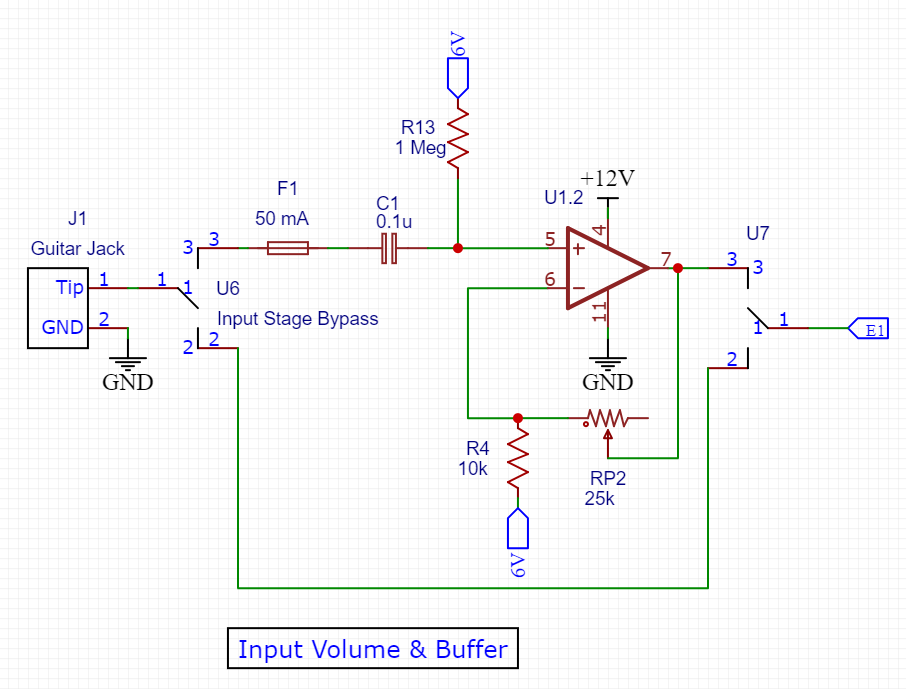 6V
R13
1 Meg
+12V
U1.2
F1
50 mA
C1
0.1u
J1
Guitar Jack
U7
3
3
5
+
4
7
3
3
Tip
1
1
1
U6
6
−
Input Stage Bypass
11
GND
2
1
1
E1
2
2
2
GND
GND
R4
10k
RP2
25k
6V
Input Volume & Buffer